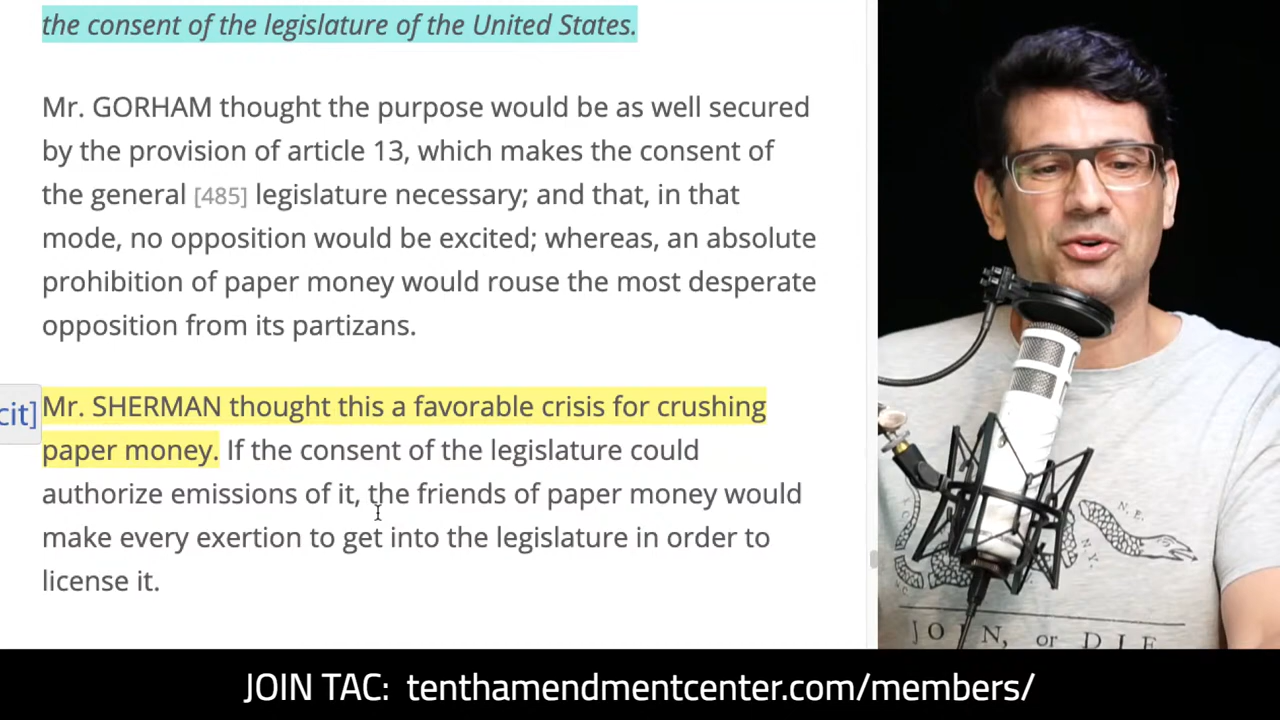 the consent of the legislature of the United States.
Mr. GORHAM thought the purpose would be as well secured
by the provision of article 13, which makes the consent of
the general [485] legislature necessary; and that, in that
mode, no opposition would be excited; whereas, an absolute
prohibition of paper money would rouse the most desperate
opposition from its partizans.
cit]
Mr. SHERMAN thought this a favorable crisis for crushing
paper money. If the consent of the legislature could
authorize emissions of it, the friends of paper money would
make every exertion to get into the legislature in order to
license it.
N.E.
N.Y.
JOIN, or DIE
JOIN TAC: tenthamendmentcenter.com/members/